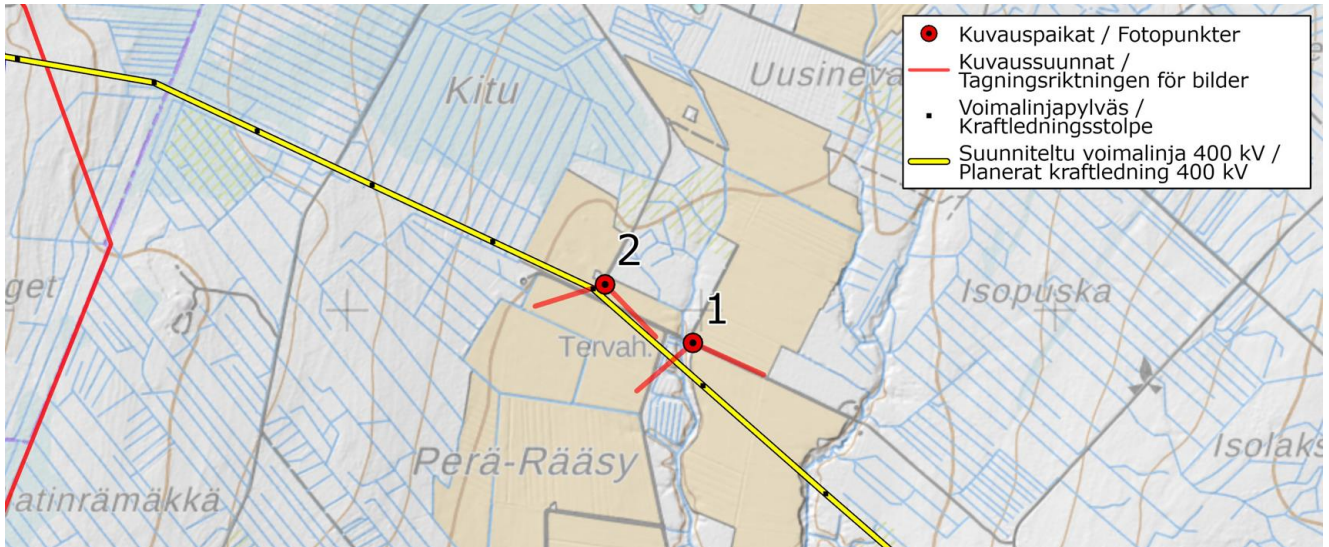 Kuvauspaikat / Fotopunkter
Kuvaussuunnat /
Tagningsriktningen för bilder
Voimalinjapylväs /
Kraftledningsstolpe
Suunniteltu voimalinja 400 kV /
Planerat kraftledning 400 kV
Kitu
Uusineva
2
get
Isopuska
1
Tervah.
Perä-Rääsy
Isolaks
atinrämäkkä